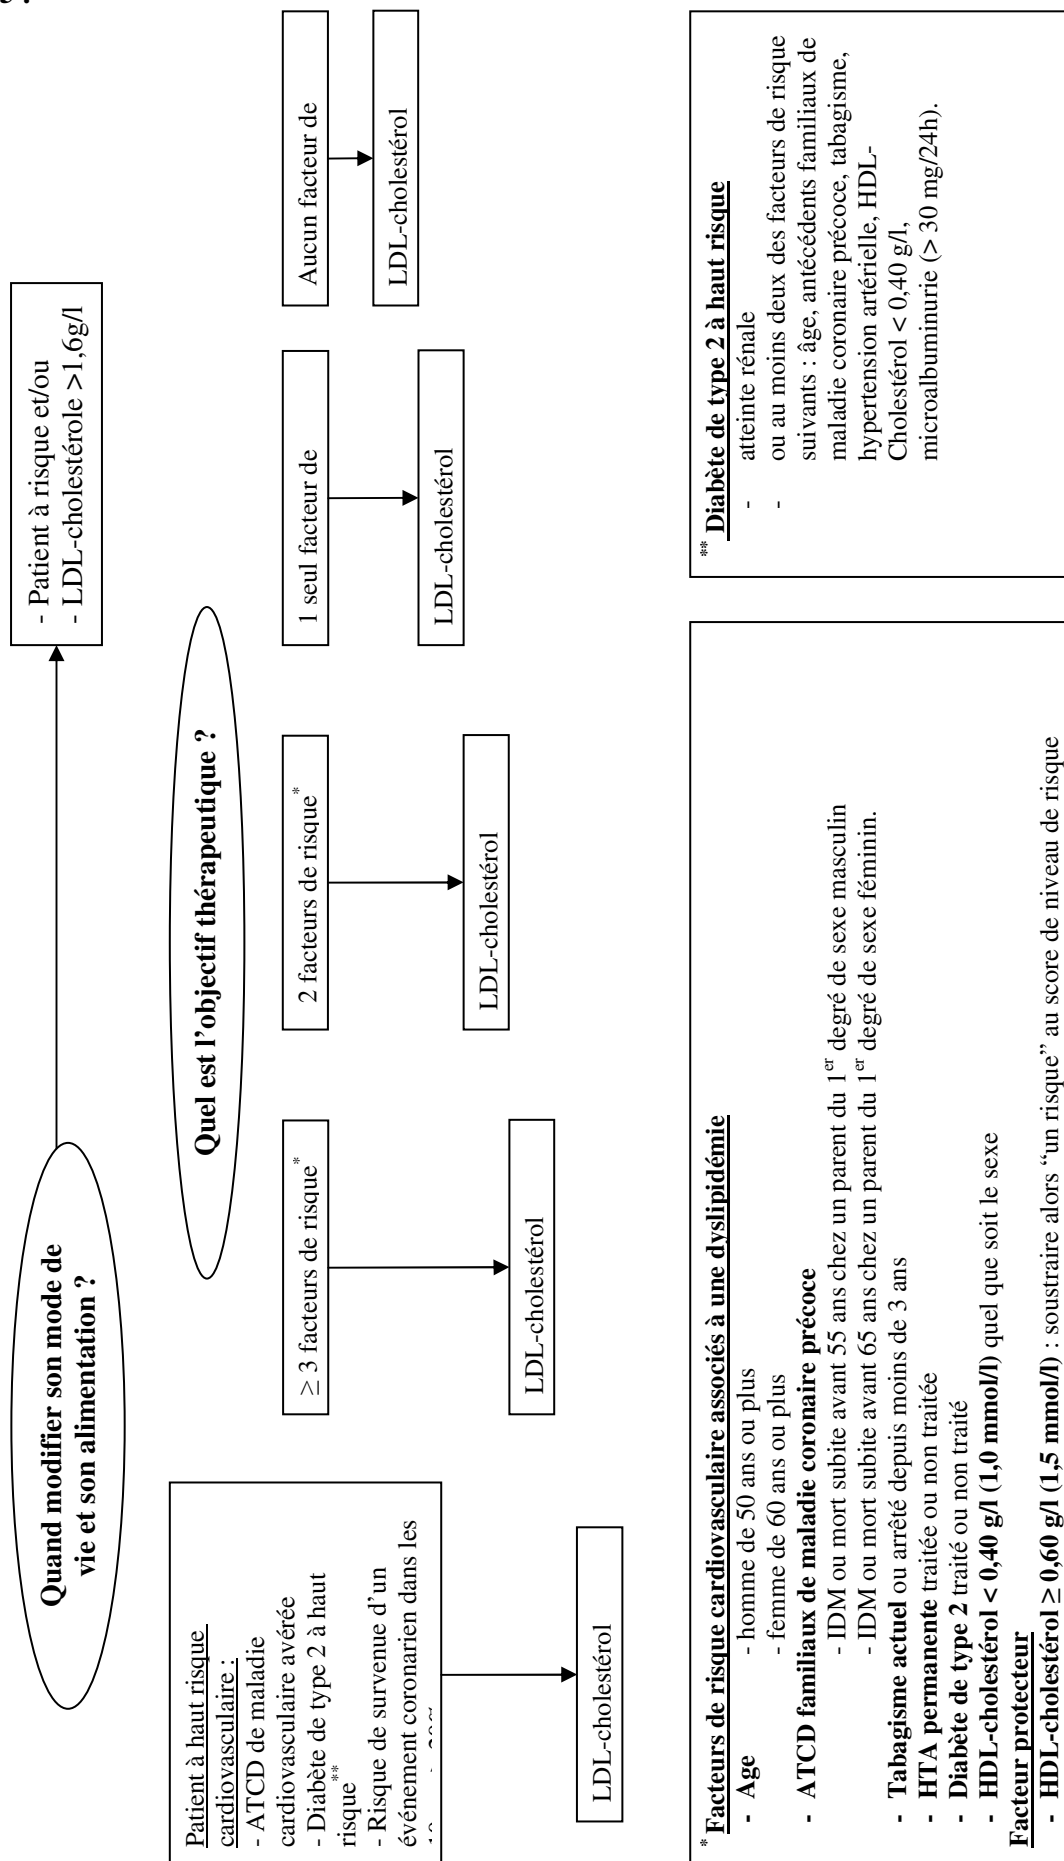 Quand modifier son mode de
vie et son alimentation ?
- Patient à risque et/ou
- LDL-cholestérole >1,6g/l
Quel est l’objectif thérapeutique ?
Patient à haut risque
cardiovasculaire :
- ATCD de maladie
cardiovasculaire avérée
- Diabète de type 2 à haut
risque**
- Risque de survenue d’un
événement coronarien dans les
≥ 3 facteurs de risque*
2 facteurs de risque*
1 seul facteur de
Aucun facteur de
LDL-cholestérol
LDL-cholestérol
LDL-cholestérol
LDL-cholestérol
LDL-cholestérol
* Facteurs de risque cardiovasculaire associés à une dyslipidémie
- Age - homme de 50 ans ou plus
- femme de 60 ans ou plus
- ATCD familiaux de maladie coronaire précoce
- IDM ou mort subite avant 55 ans chez un parent du 1er degré de sexe masculin
- IDM ou mort subite avant 65 ans chez un parent du 1er degré de sexe féminin.
- Tabagisme actuel ou arrêté depuis moins de 3 ans
- HTA permanente traitée ou non traitée
- Diabète de type 2 traité ou non traité
- HDL-cholestérol < 0,40 g/l (1,0 mmol/l) quel que soit le sexe
Facteur protecteur
- HDL-cholestérol ≥ 0,60 g/l (1,5 mmol/l) : soustraire alors “un risque” au score de niveau de risque
** Diabète de type 2 à haut risque
- atteinte rénale
- ou au moins deux des facteurs de risque
suivants : âge, antécédents familiaux de
maladie coronaire précoce, tabagisme,
hypertension artérielle, HDL-
Cholestérol < 0,40 g/l,
microalbuminurie (> 30 mg/24h).